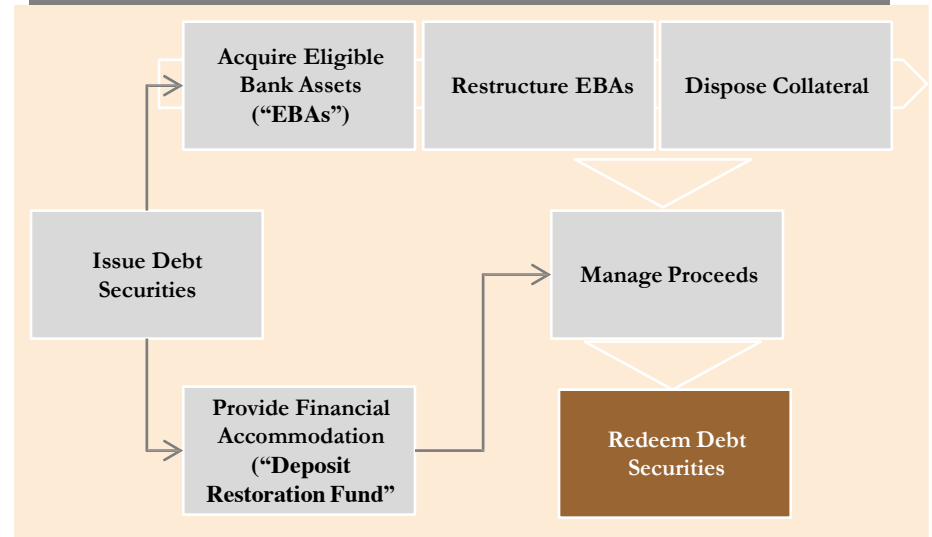 Acquire Eligible
Bank Assets
(“EBAs”)
Restructure EBAs
Dispose Collateral
Issue Debt
Securities
Manage Proceeds
Provide Financial
Accommodation
(“Deposit
Restoration Fund”
Redeem Debt
Securities